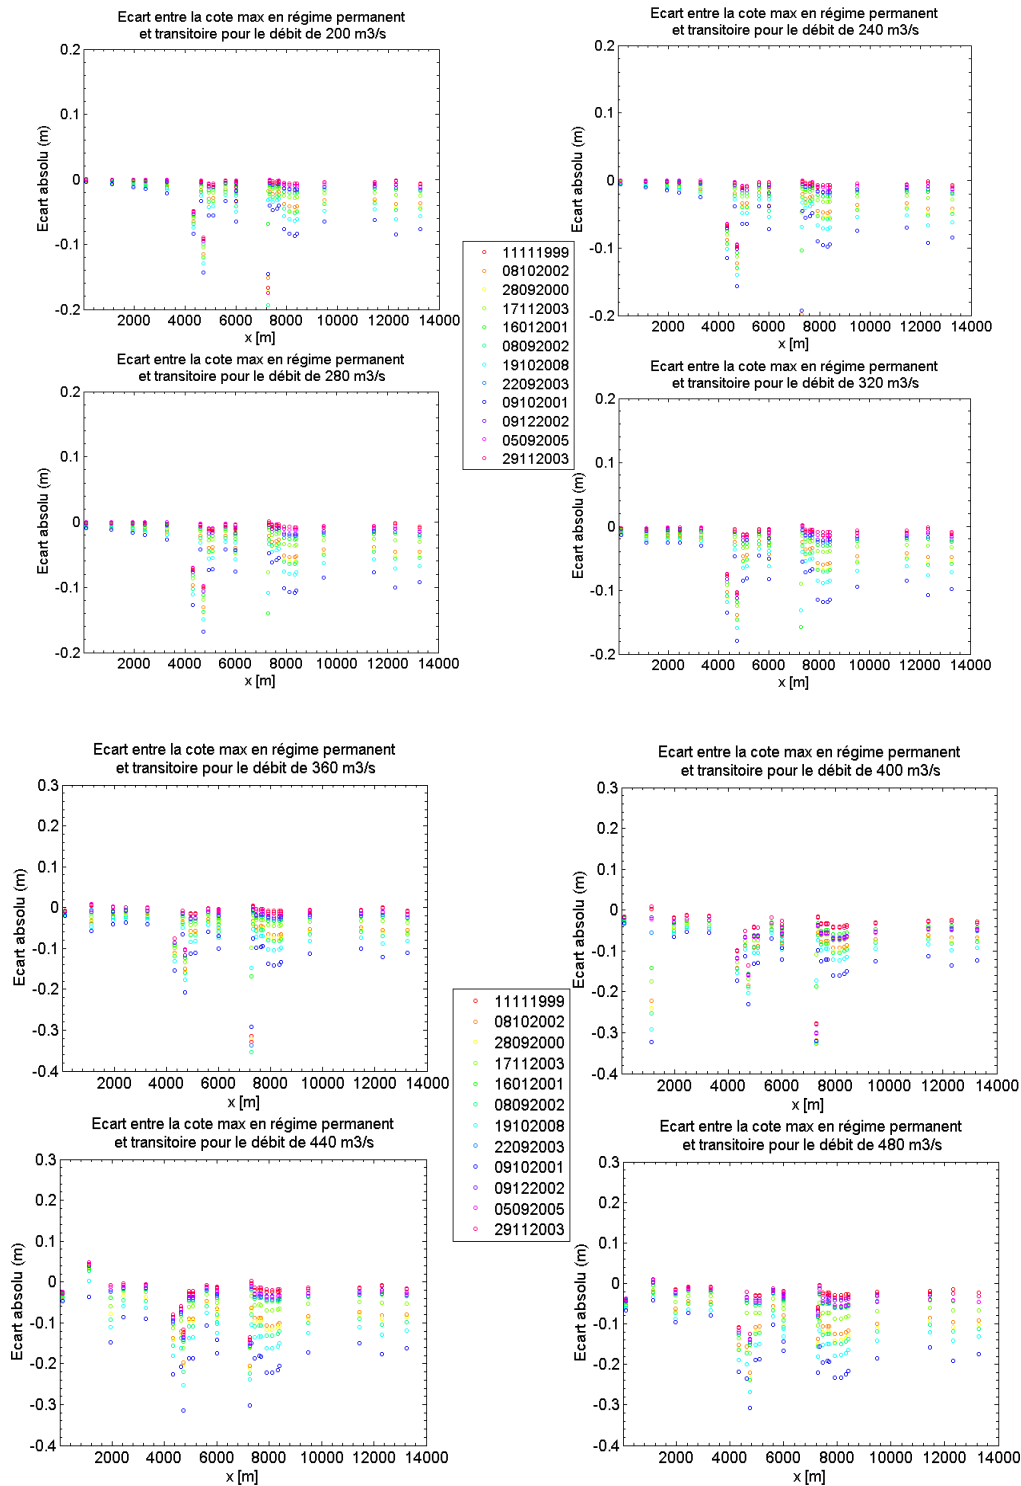 Ecart entre la cote max en régime permanent
et transitoire pour le débit de 200 m3/s
0.2
0.1
0
-0.1
-0.2
Ecart absolu (m)
2000 4000 6000 8000 10000 12000 14000
x [m]
Ecart entre la cote max en régime permanent
et transitoire pour le débit de 240 m3/s
0.2
0.1
0
-0.1
-0.2
Ecart absolu (m)
2000 4000 6000 8000 10000 12000 14000
x [m]
11111999
08102002
28092000
17112003
16012001
08092002
19102008
22092003
09102001
09122002
05092005
29112003
Ecart entre la cote max en régime permanent
et transitoire pour le débit de 280 m3/s
0.2
0.1
0
-0.1
-0.2
Ecart absolu (m)
2000 4000 6000 8000 10000 12000 14000
x [m]
Ecart entre la cote max en régime permanent
et transitoire pour le débit de 320 m3/s
0.2
0.1
0
-0.1
-0.2
Ecart absolu (m)
2000 4000 6000 8000 10000 12000 14000
x [m]
Ecart entre la cote max en régime permanent
et transitoire pour le débit de 360 m3/s
0.3
0.2
0.1
0
-0.1
-0.2
-0.3
-0.4
Ecart absolu (m)
2000 4000 6000 8000 10000 12000 14000
x [m]
Ecart entre la cote max en régime permanent
et transitoire pour le débit de 400 m3/s
0.3
0.2
0.1
0
-0.1
-0.2
-0.3
-0.4
Ecart absolu (m)
2000 4000 6000 8000 10000 12000 14000
x [m]
11111999
08102002
28092000
17112003
16012001
08092002
19102008
22092003
09102001
09122002
05092005
29112003
Ecart entre la cote max en régime permanent
et transitoire pour le débit de 440 m3/s
0.3
0.2
0.1
0
-0.1
-0.2
-0.3
-0.4
Ecart absolu (m)
2000 4000 6000 8000 10000 12000 14000
x [m]
Ecart entre la cote max en régime permanent
et transitoire pour le débit de 480 m3/s
0.3
0.2
0.1
0
-0.1
-0.2
-0.3
-0.4
Ecart absolu (m)
2000 4000 6000 8000 10000 12000 14000
x [m]